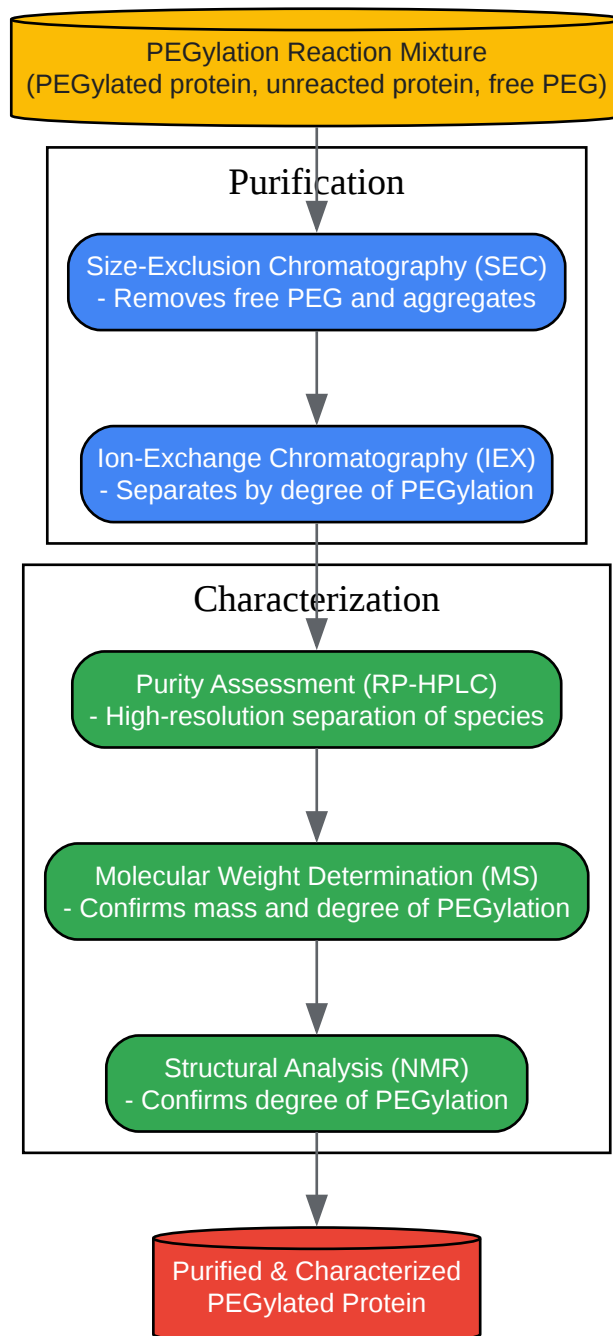 PEGylation Reaction Mixture
(PEGylated protein, unreacted protein, free PEG)
Purification
Size-Exclusion Chromatography (SEC)
- Removes free PEG and aggregates
Ion-Exchange Chromatography (IEX)
- Separates by degree of PEGylation
Characterization
Purity Assessment (RP-HPLC)
- High-resolution separation of species
Molecular Weight Determination (MS)
- Confirms mass and degree of PEGylation
Structural Analysis (NMR)
- Confirms degree of PEGylation
Purified & Characterized
PEGylated Protein